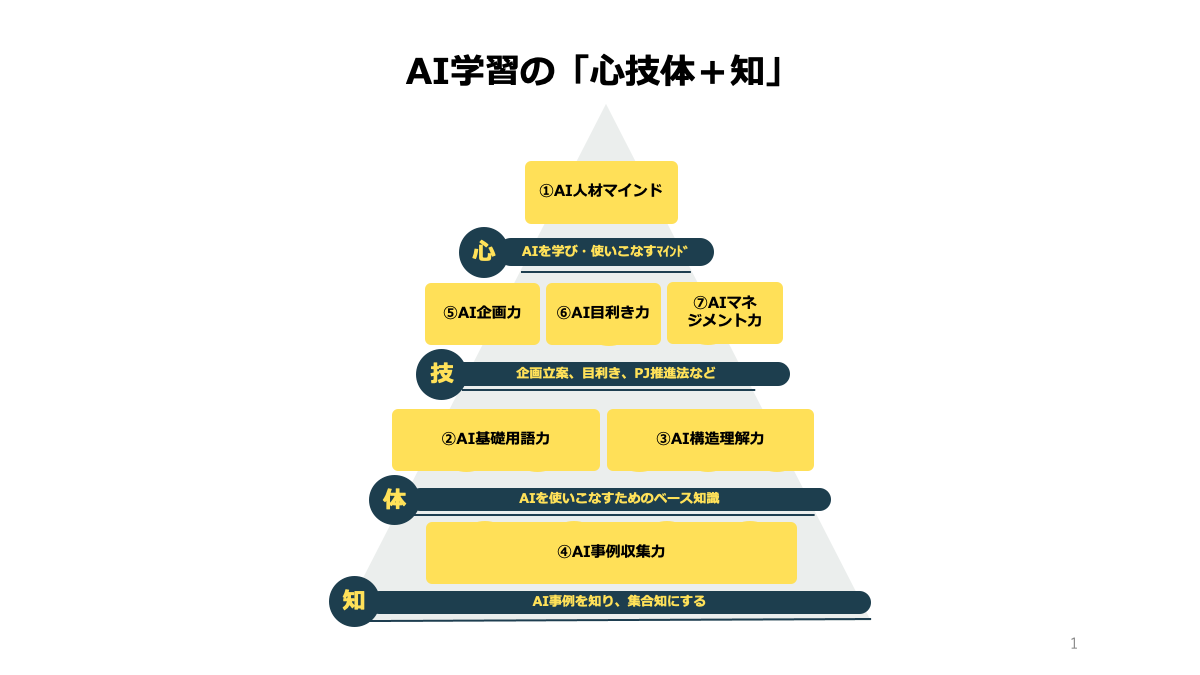 AI学習の「心技体＋知」
①AI人材マインド
心
AIを学び・使いこなすﾏｲﾝﾄﾞ
⑤AI企画力
⑥AI目利き力
⑦AIマネ
ジメント力
技
企画立案、目利き、PJ推進法など
②AI基礎用語力
③AI構造理解力
体
AIを使いこなすためのベース知識
④AI事例収集力
知
AI事例を知り、集合知にする
1